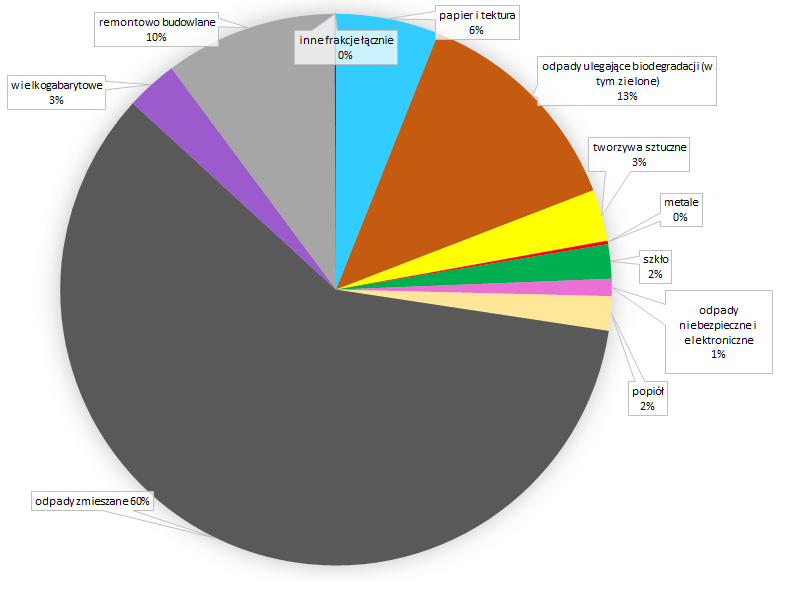 papier i tektura
6%
odpady ulegające biodegradacji (w
tym zielone)
13%
tworzywa sztuczne
3%
metale
0%
szkło
2%
odpady
niebezpieczne i
elektroniczne
1%
popiół
2%
odpady zmieszane 60%
wielkogabarytowe
3%
remontowo budowlane
10%
inne frakcje łącznie
0%